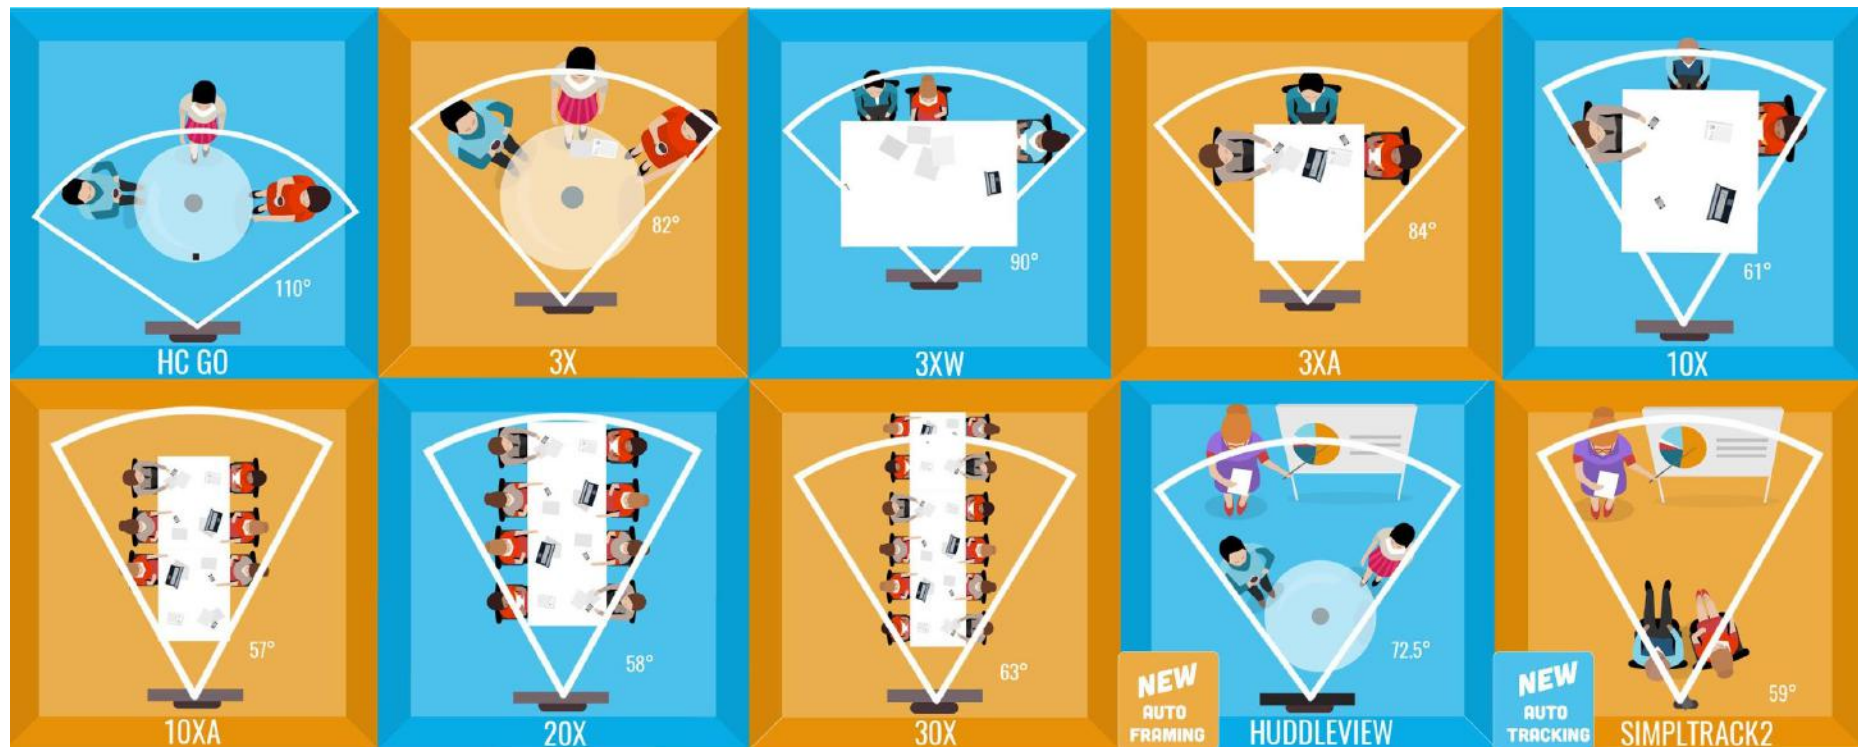 110°
HC GO
82°
3X
90°
3XW
84°
3XA
61°
10X
57°
10XA
58°
20X
63°
30X
72.5°
NEW
AUTO
FRAMING
HUDDLEVIEW
59°
NEW
AUTO
TRACKING
SIMPLTRACK2